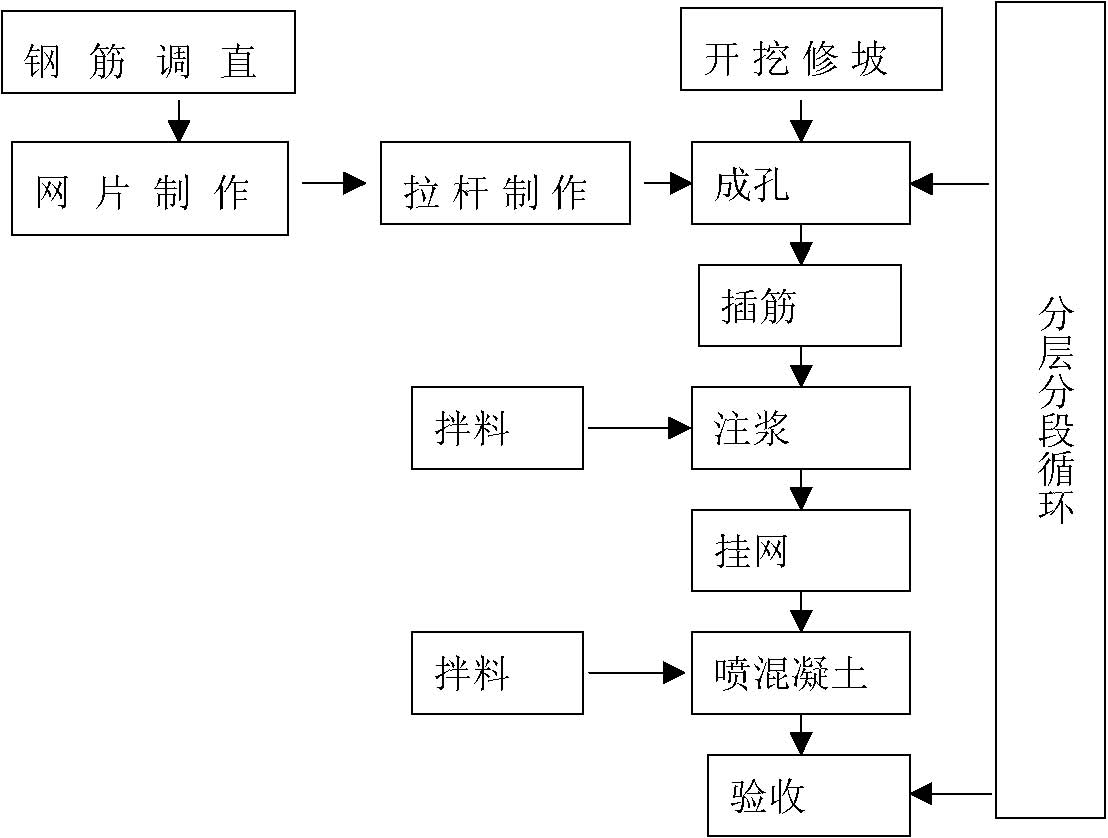 钢筋调直
开挖修坡
网片制作
拉杆制作
成孔
插筋
拌料
注浆
挂网
拌料
喷混凝土
验收
分层分段循环